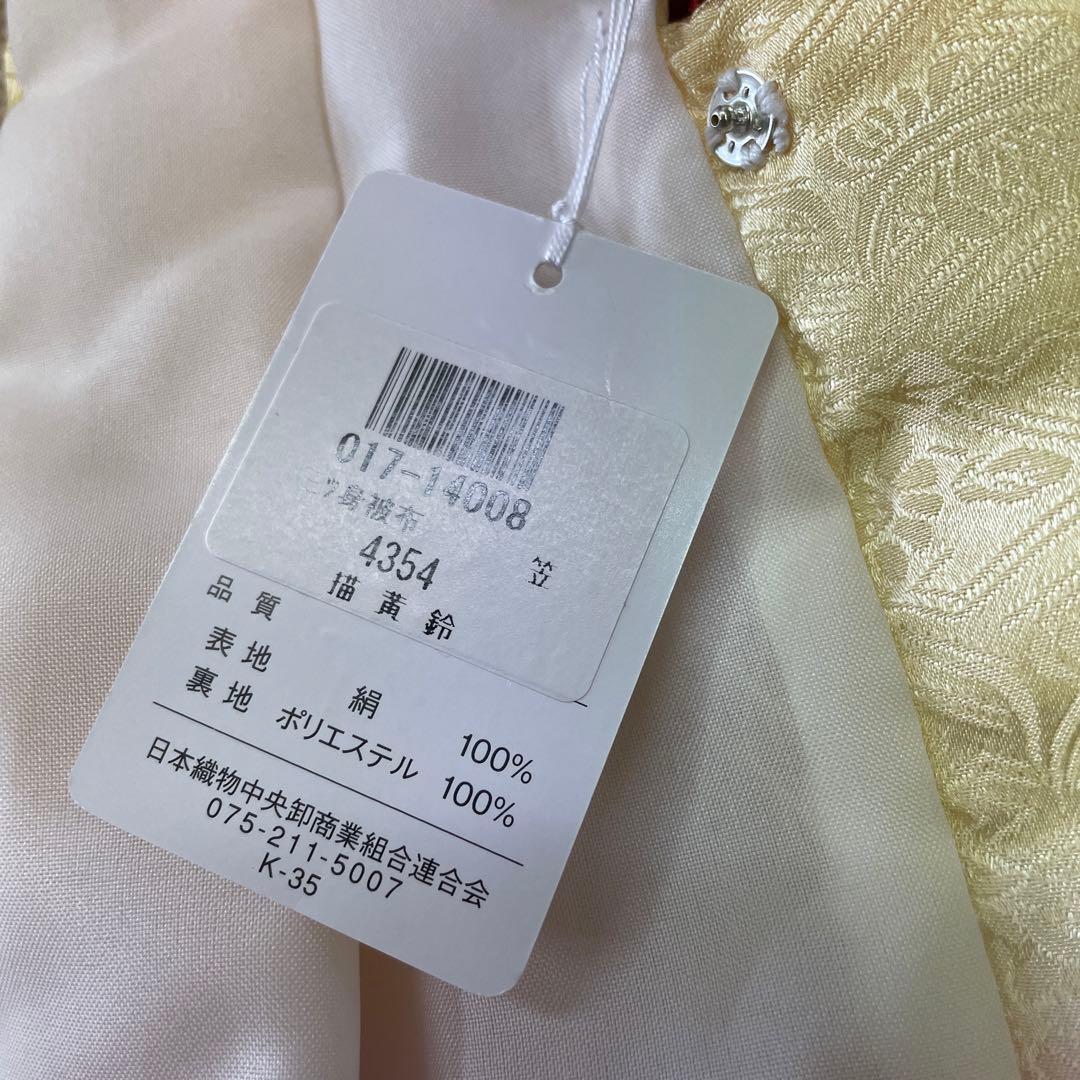 017-14008
三ツ身被布
4354 笠
描黄鈴
品質
表地 絹 100%
裏地 ポリエステル 100%
日本織物中央卸商業組合連合会
075-211-5007
K-35